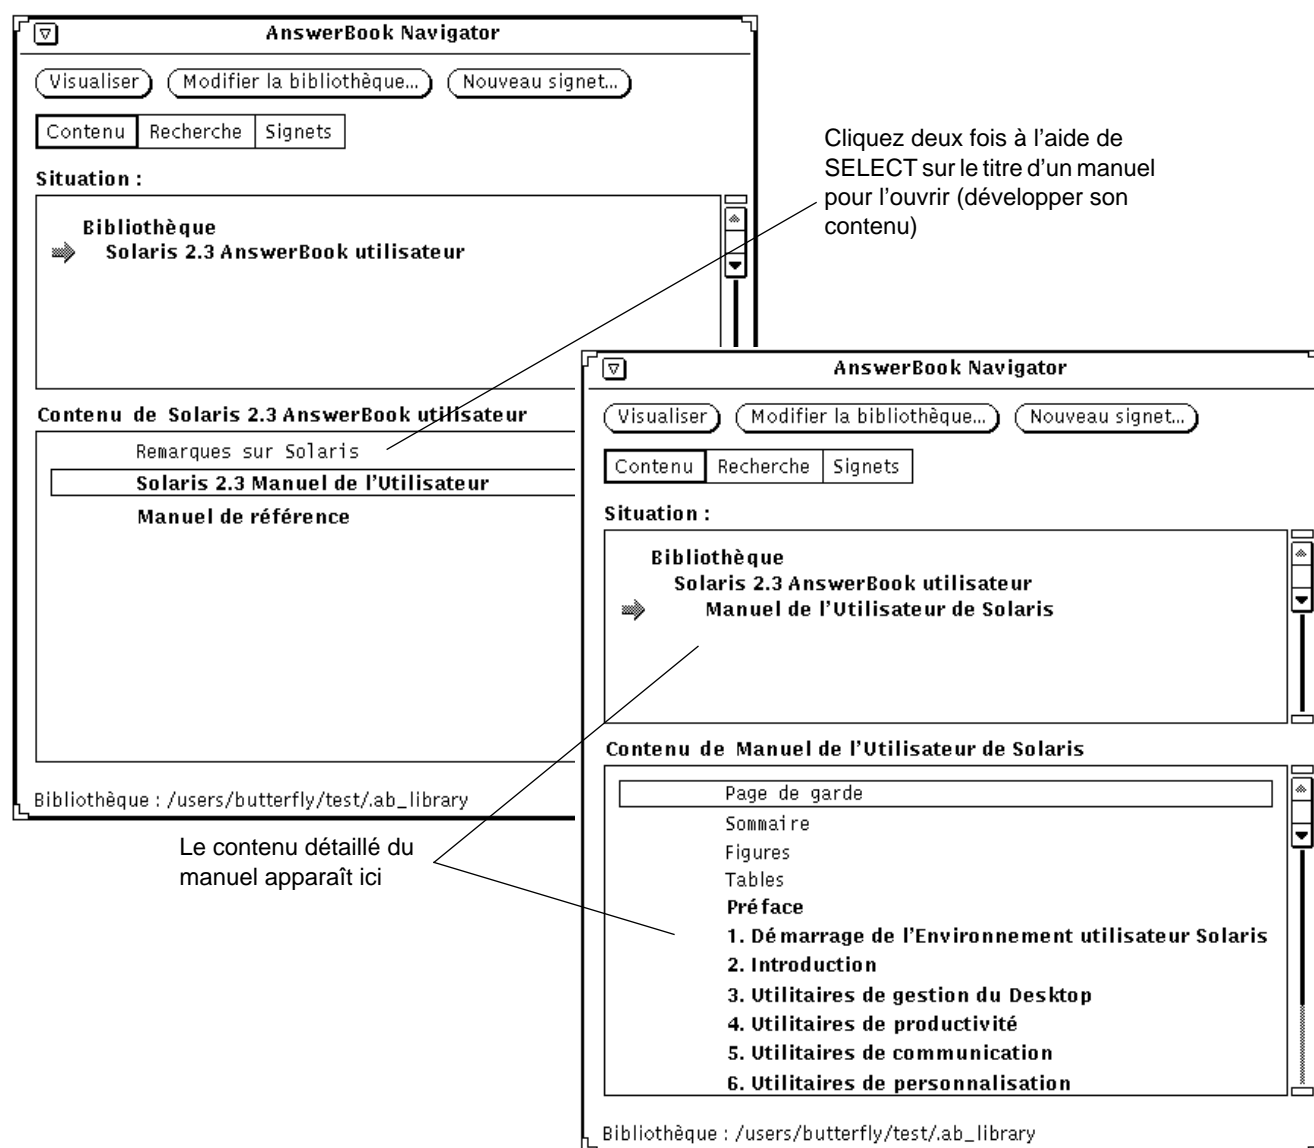 AnswerBook Navigator
Visualiser Modifier la bibliothèque... Nouveau signet...
Contenu Recherche Signets
Situation :
Bibliothèque
Solaris 2.3 AnswerBook utilisateur
Contenu de Solaris 2.3 AnswerBook utilisateur
Remarques sur Solaris
Solaris 2.3 Manuel de l'Utilisateur
Manuel de référence
Bibliothèque : /users/butterfly/test/.ab_library
Cliquez deux fois à l'aide de
SELECT sur le titre d'un manuel
pour l'ouvrir (développer son
contenu)
AnswerBook Navigator
Visualiser Modifier la bibliothèque... Nouveau signet...
Contenu Recherche Signets
Situation :
Bibliothèque
Solaris 2.3 AnswerBook utilisateur
Manuel de l'Utilisateur de Solaris
Contenu de Manuel de l'Utilisateur de Solaris
Page de garde
Sommaire
Figures
Tables
Préface
1. Démarrage de l'Environnement utilisateur Solaris
2. Introduction
3. Utilitaires de gestion du Desktop
4. Utilitaires de productivité
5. Utilitaires de communication
6. Utilitaires de personnalisation
Bibliothèque : /users/butterfly/test/.ab_library
Le contenu détaillé du
manuel apparaît ici